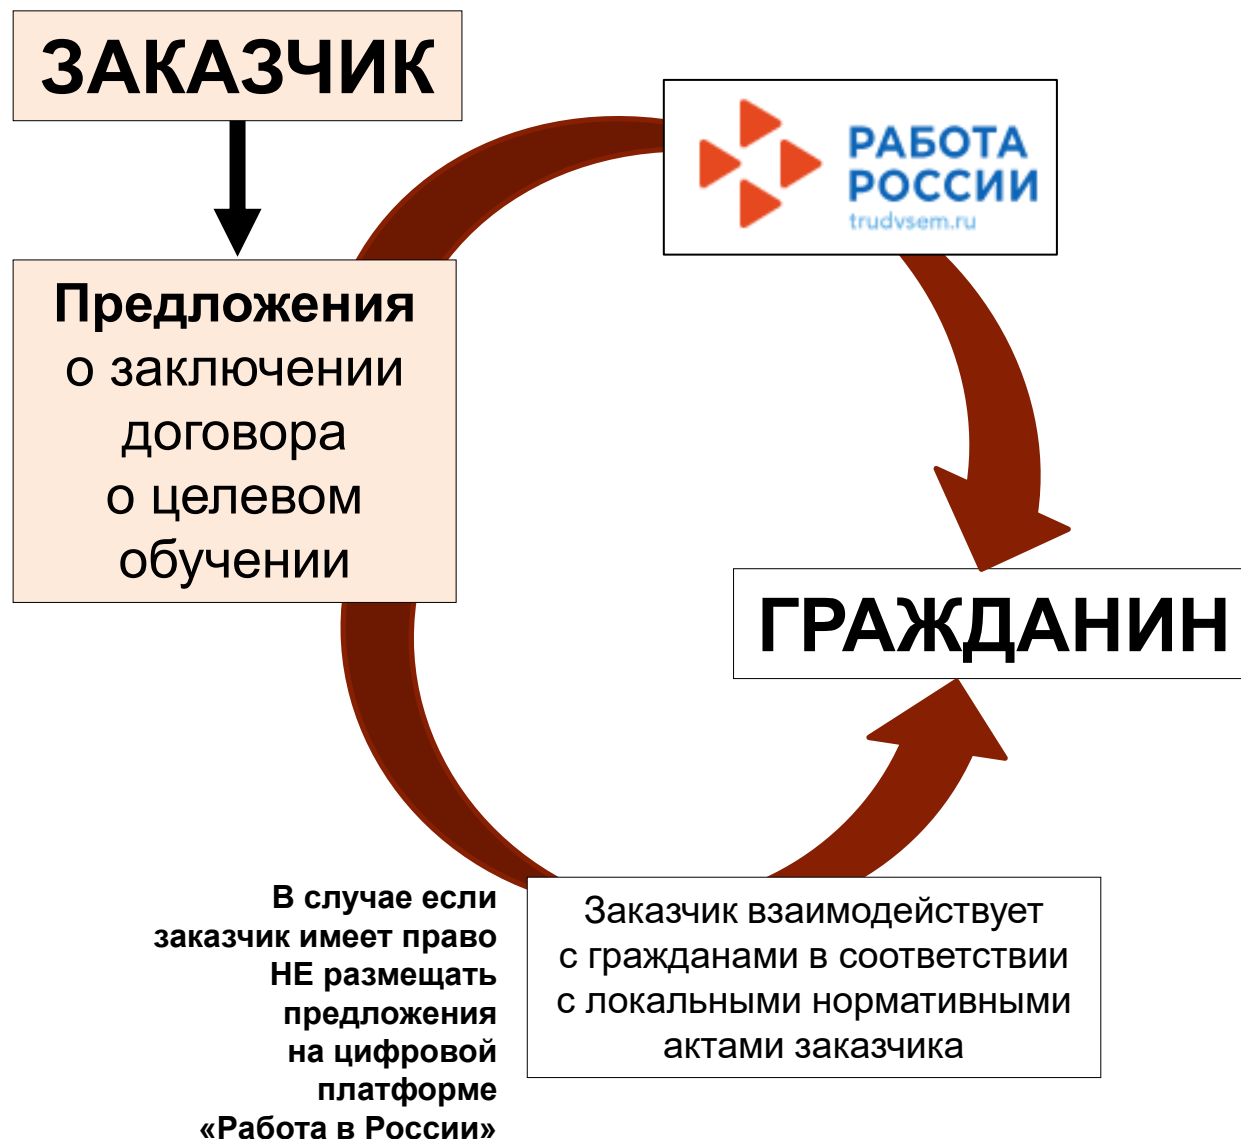 ЗАКАЗЧИК
РАБОТА
РОССИИ
trudvsem.ru
Предложения
о заключении
договора
о целевом
обучении
ГРАЖДАНИН
В случае если
заказчик имеет право
НЕ размещать
предложения
на цифровой
платформе
«Работа в России»
Заказчик взаимодействует
с гражданами в соответствии
с локальными нормативными
актами заказчика